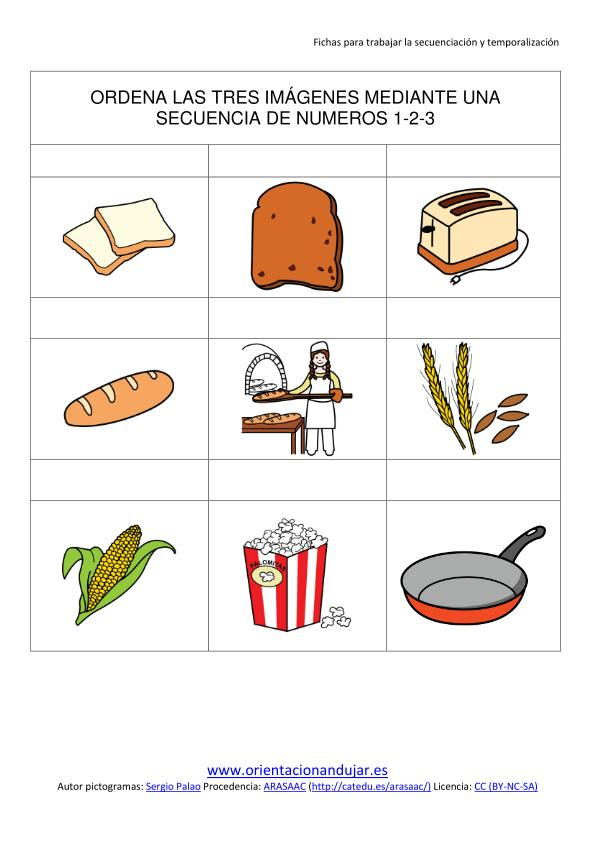 Fichas para trabajar la secuenciación y temporalización
ORDENA LAS TRES IMÁGENES MEDIANTE UNA
SECUENCIA DE NUMEROS 1-2-3
PALOMITAS
www.orientacionandujar.es
Autor pictogramas: Sergio Palao Procedencia: ARASAAC (http://catedu.es/arasaac/) Licencia: CC (BY-NC-SA)